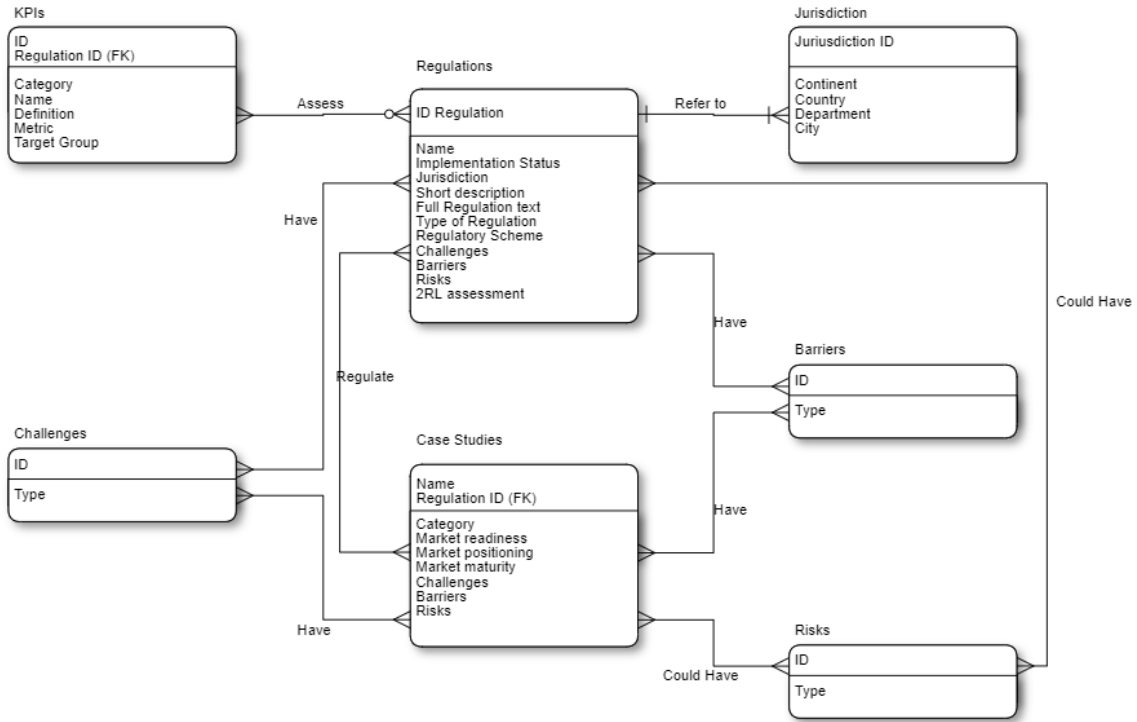 KPIs
ID
Regulation ID (FK)
Category
Name
Definition
Metric
Target Group
Assess
Regulations
ID Regulation
Name
Implementation Status
Jurisdiction
Short description
Full Regulation text
Type of Regulation
Regulatory Scheme
Challenges
Barriers
Risks
2RL assessment
Refer to
Jurisdiction
Juriusdiction ID
Continent
Country
Department
City
Have
Regulate
Have
Could Have
Barriers
ID
Type
Challenges
ID
Type
Case Studies
Name
Regulation ID (FK)
Category
Market readiness
Market positioning
Market maturity
Challenges
Barriers
Risks
Have
Have
Could Have
Risks
ID
Type